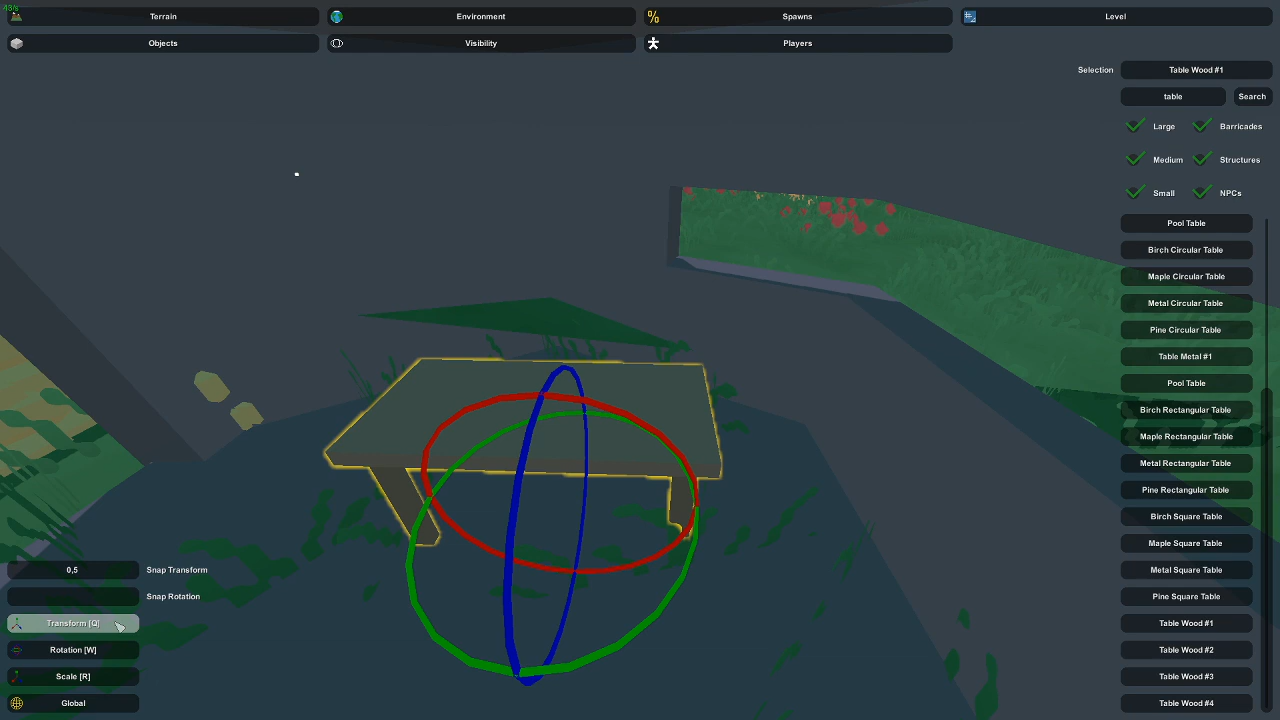 43/s
Terrain
Environment
Spawns
Level
Objects
Visibility
Players
Selection
Table Wood #1
table
Search
Large
Barricades
Medium
Structures
Small
NPCs
Pool Table
Birch Circular Table
Maple Circular Table
Metal Circular Table
Pine Circular Table
Table Metal #1
Pool Table
Birch Rectangular Table
Maple Rectangular Table
Metal Rectangular Table
Pine Rectangular Table
Birch Square Table
Maple Square Table
Metal Square Table
Pine Square Table
Table Wood #1
Table Wood #2
Table Wood #3
Table Wood #4
0,5 Snap Transform
Snap Rotation
Transform [Q]
Rotation [W]
Scale [R]
Global